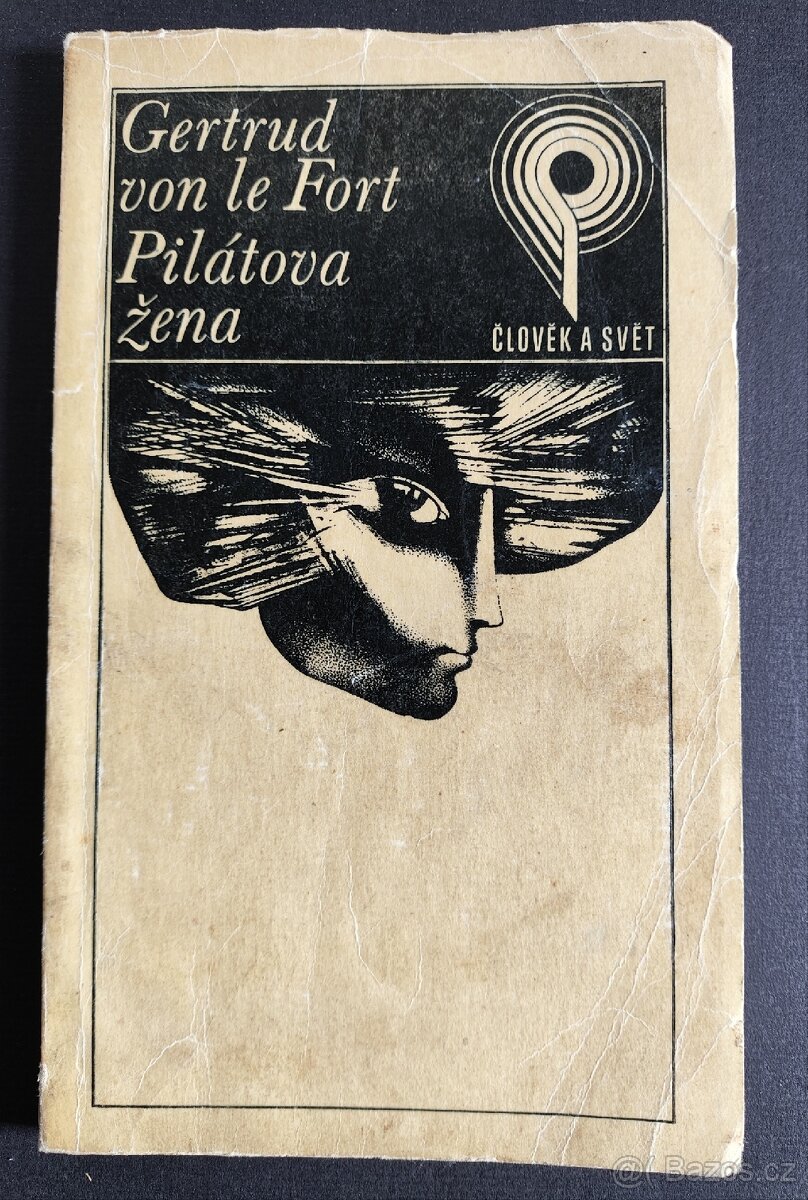 Gertrud
von le Fort
Pilátova
žena
ČLOVĚK A SVĚT
@( Bazos.cz